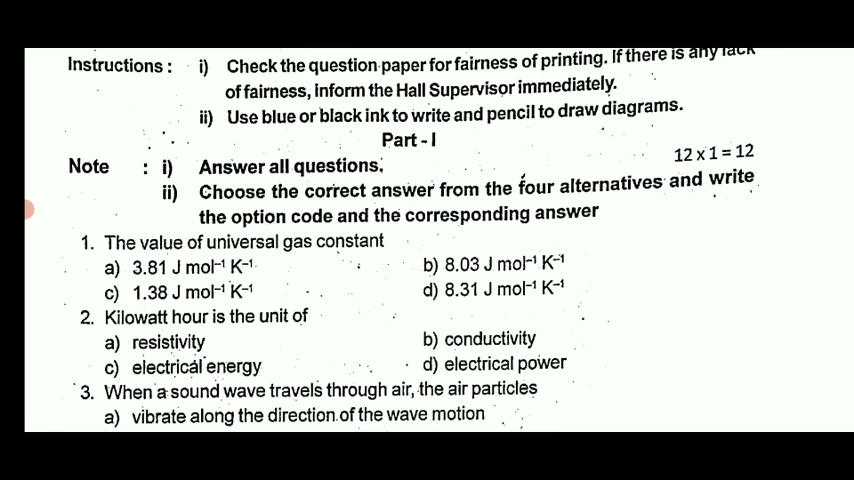 Instructions : i) Check the question paper for fairness of printing. If there is any lack
of fairness, inform the Hall Supervisor immediately.
ii) Use blue or black ink to write and pencil to draw diagrams.
Part - I
12 x 1 = 12
Note : i) Answer all questions.
ii) Choose the correct answer from the four alternatives and write
the option code and the corresponding answer
1. The value of universal gas constant
a) 3.81 J mol⁻¹ K⁻¹ b) 8.03 J mol⁻¹ K⁻¹
c) 1.38 J mol⁻¹ K⁻¹ d) 8.31 J mol⁻¹ K⁻¹
2. Kilowatt hour is the unit of
a) resistivity b) conductivity
c) electrical energy d) electrical power
3. When a sound wave travels through air, the air particles
a) vibrate along the direction of the wave motion